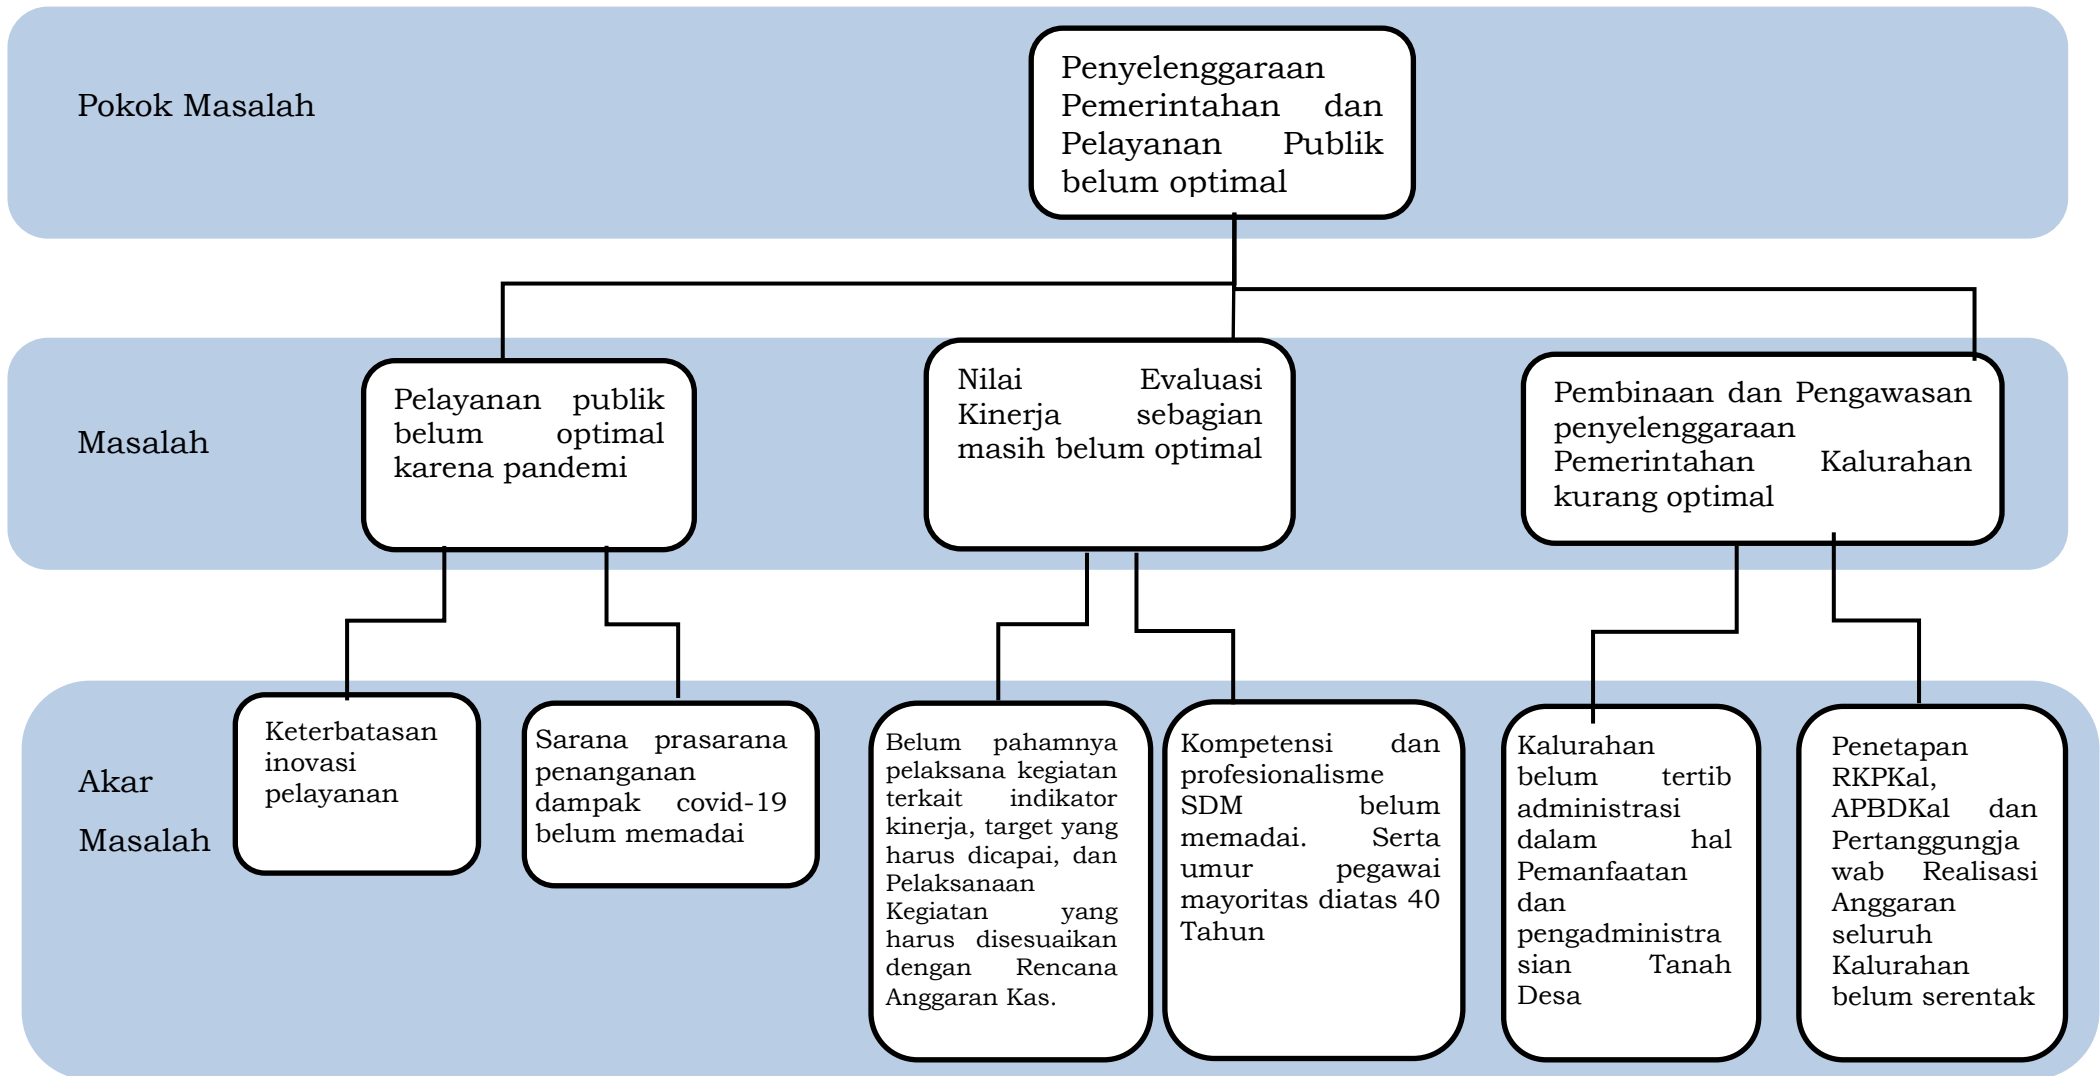 Pokok Masalah
Penyelenggaraan
Pemerintahan dan
Pelayanan Publik
belum optimal
Masalah
Pelayanan publik
belum optimal
karena pandemi
Nilai Evaluasi
Kinerja sebagian
masih belum optimal
Pembinaan dan Pengawasan
penyelenggaraan
Pemerintahan Kalurahan
kurang optimal
Akar
Masalah
Keterbatasan
inovasi
pelayanan
Sarana prasarana
penanganan
dampak covid-19
belum memadai
Belum pahamnya
pelaksana kegiatan
terkait indikator
kinerja, target yang
harus dicapai, dan
Pelaksanaan
Kegiatan yang
harus disesuaikan
dengan Rencana
Anggaran Kas.
Kompetensi dan
profesionalisme
SDM belum
memadai. Serta
umur pegawai
mayoritas diatas 40
Tahun
Kalurahan
belum tertib
administrasi
dalam hal
Pemanfaatan
dan
pengadministra
sian Tanah
Desa
Penetapan
RKPKal,
APBDKal dan
Pertanggungja
wab Realisasi
Anggaran
seluruh
Kalurahan
belum serentak